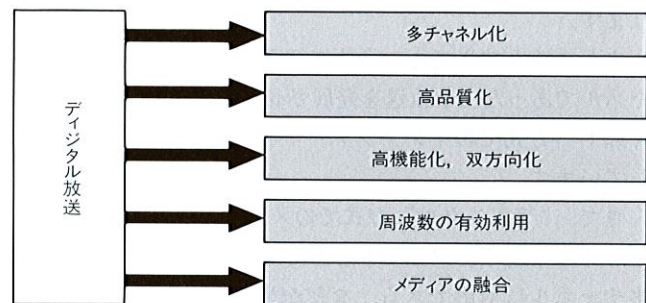 ディジタル放送
多チャネル化
高品質化
高機能化，双方向化
周波数の有効利用
メディアの融合